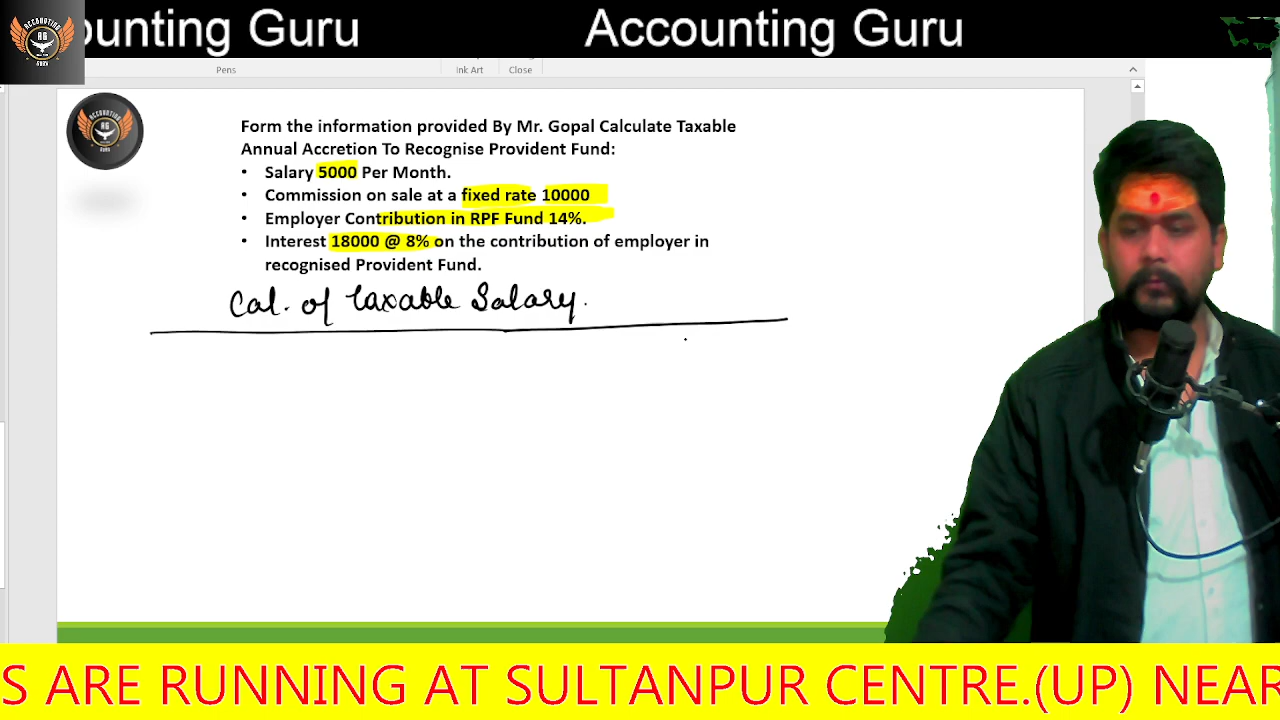 ounting Guru
Accounting Guru
Pens
Ink Art
Close
Form the information provided By Mr. Gopal Calculate Taxable
Annual Accretion To Recognise Provident Fund:
• Salary 5000 Per Month.
• Commission on sale at a fixed rate 10000
• Employer Contribution in RPF Fund 14%.
• Interest 18000 @ 8% on the contribution of employer in
recognised Provident Fund.
Cal. of Taxable Salary.
S ARE RUNNING AT SULTANPUR CENTRE.(UP) NEAR